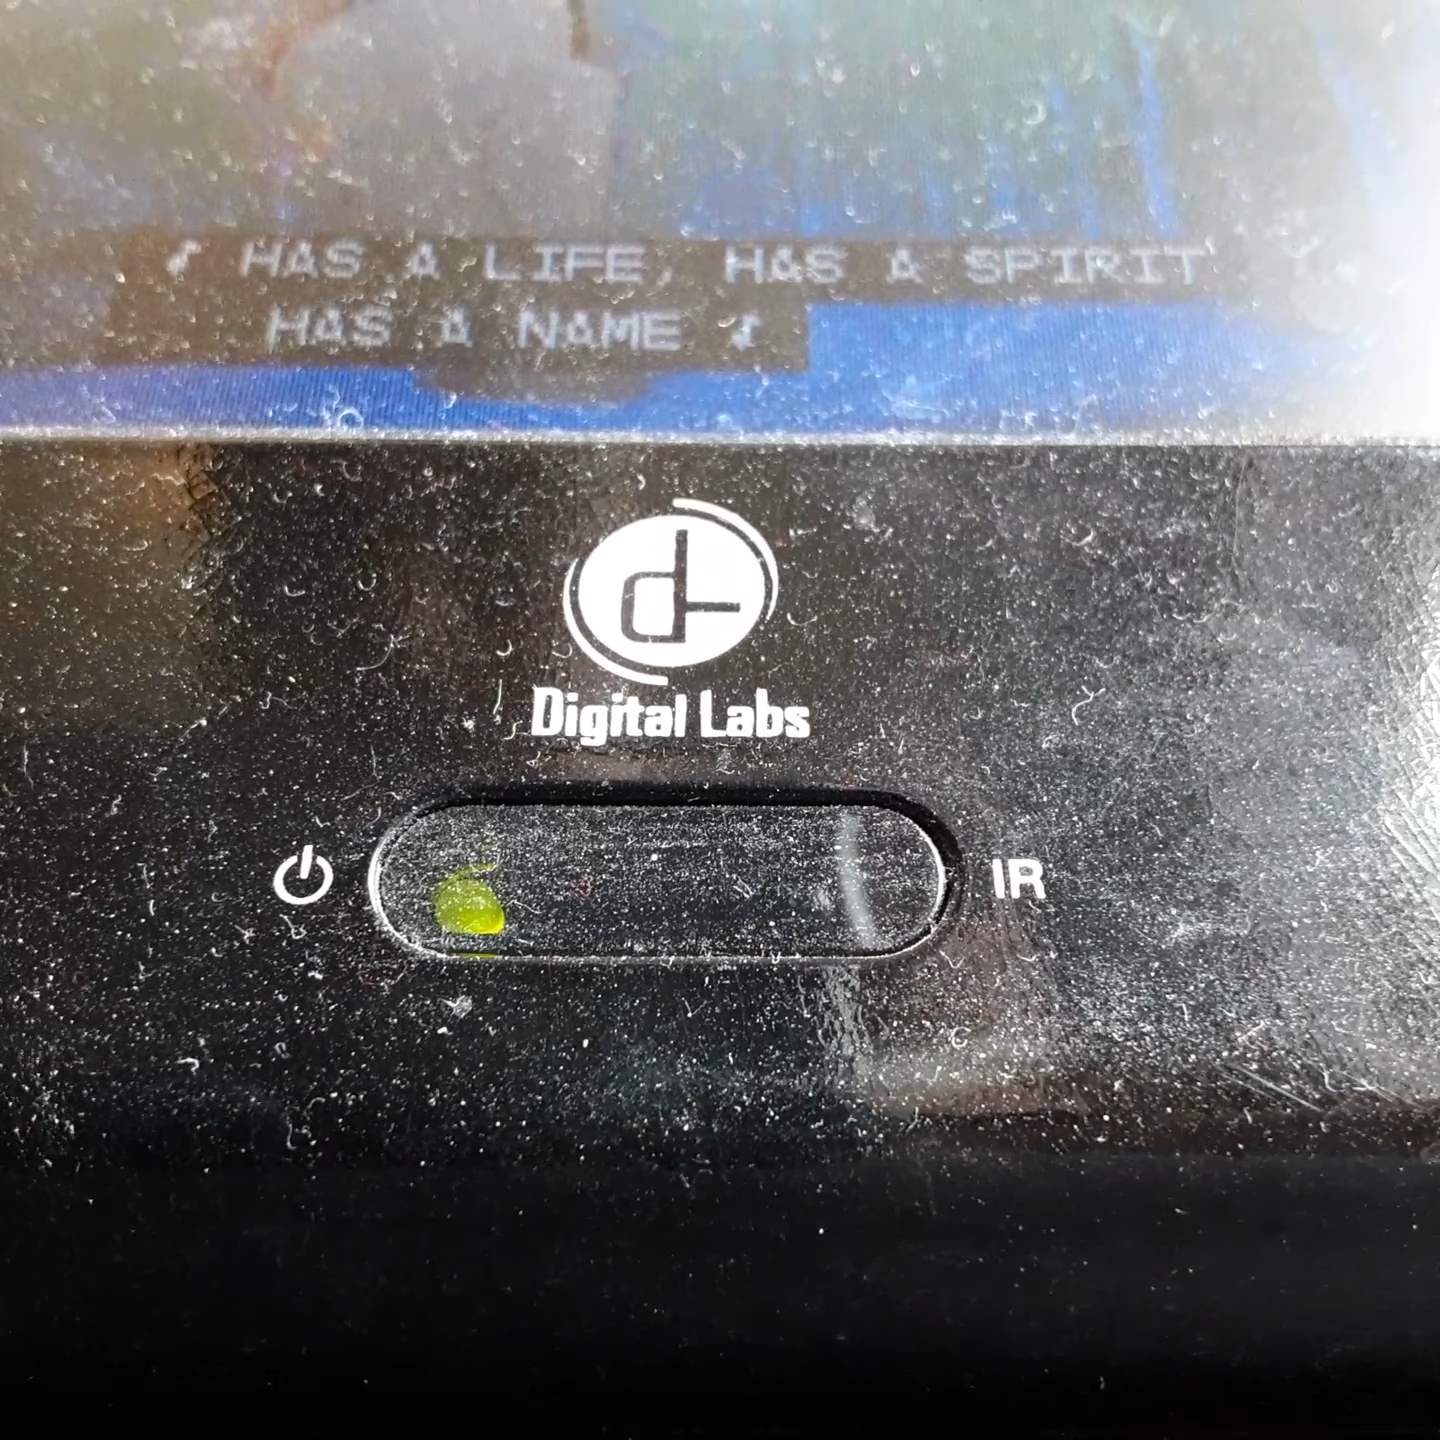 ♪ HAS A LIFE, HAS A SPIRIT
HAS A NAME ♪
Digital Labs
IR